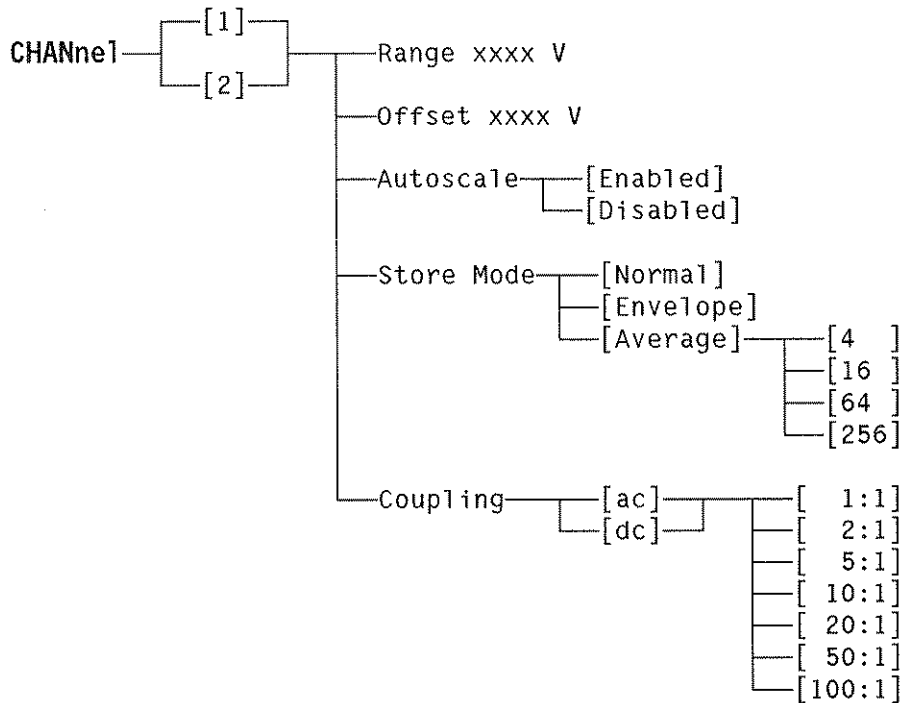 [1]
CHANnel
[2]
Range xxxx V
Offset xxxx V
Autoscale [Enabled]
[Disabled]
Store Mode [Normal]
[Envelope]
[Average] [4 ]
[16 ]
[64 ]
[256]
Coupling [ac] [ 1:1]
[dc] [ 2:1]
[ 5:1]
[ 10:1]
[ 20:1]
[ 50:1]
[100:1]